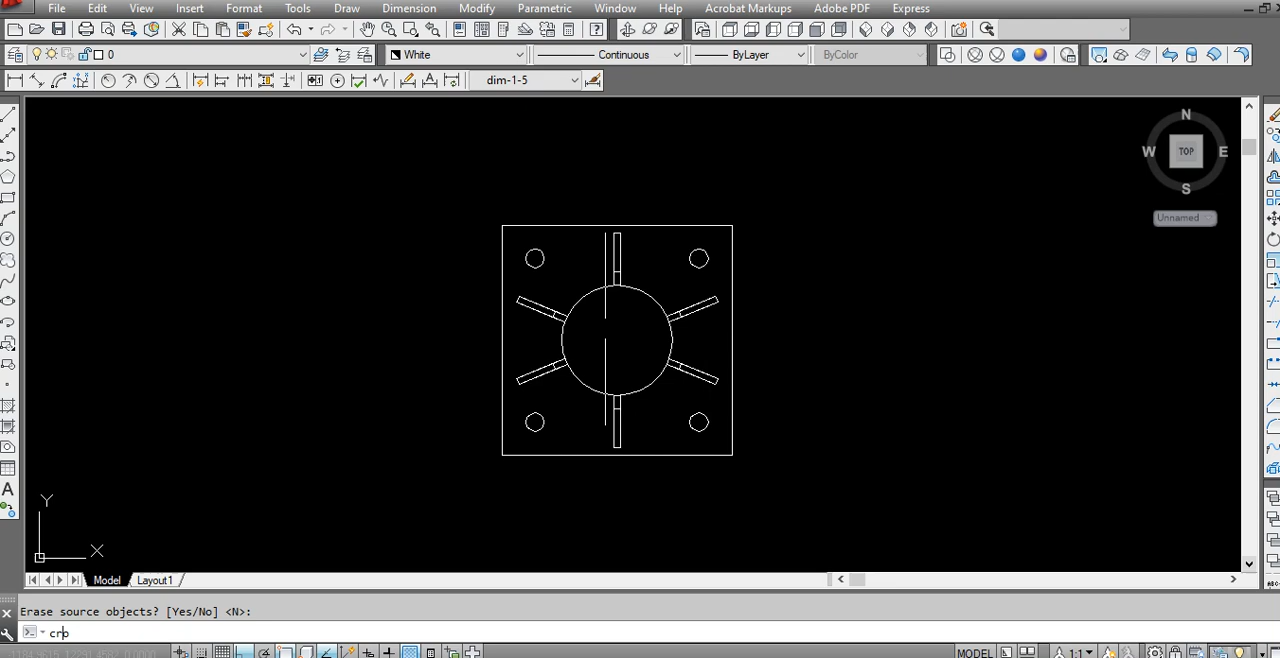 File Edit View Insert Format Tools Draw Dimension Modify Parametric Window Help Acrobat Markups Adobe PDF Express
0 White Continuous ByLayer ByColor
dim-1-5
N
W TOP E
S
Unnamed
Y
X
Model Layout1
Erase source objects? [Yes/No] <N>:
cro
MODEL 1:1